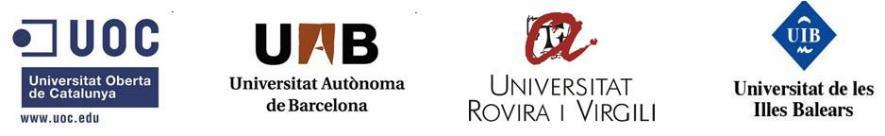 UOC
Universitat Oberta
de Catalunya
www.uoc.edu
UAB
Universitat Autònoma
de Barcelona
UNIVERSITAT
ROVIRA I VIRGILI
UIB
Universitat de les
Illes Balears